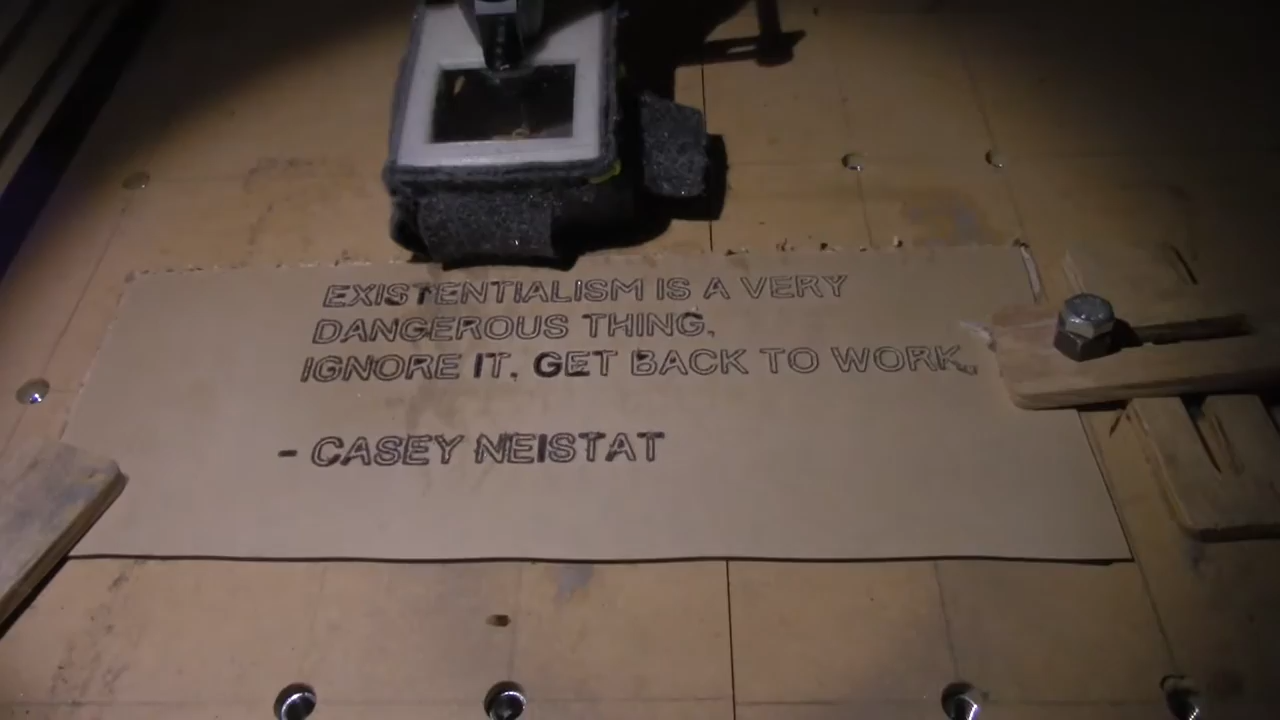 EXISTENTIALISM IS A VERY
DANGEROUS THING,
IGNORE IT, GET BACK TO WORK.
- CASEY NEISTAT